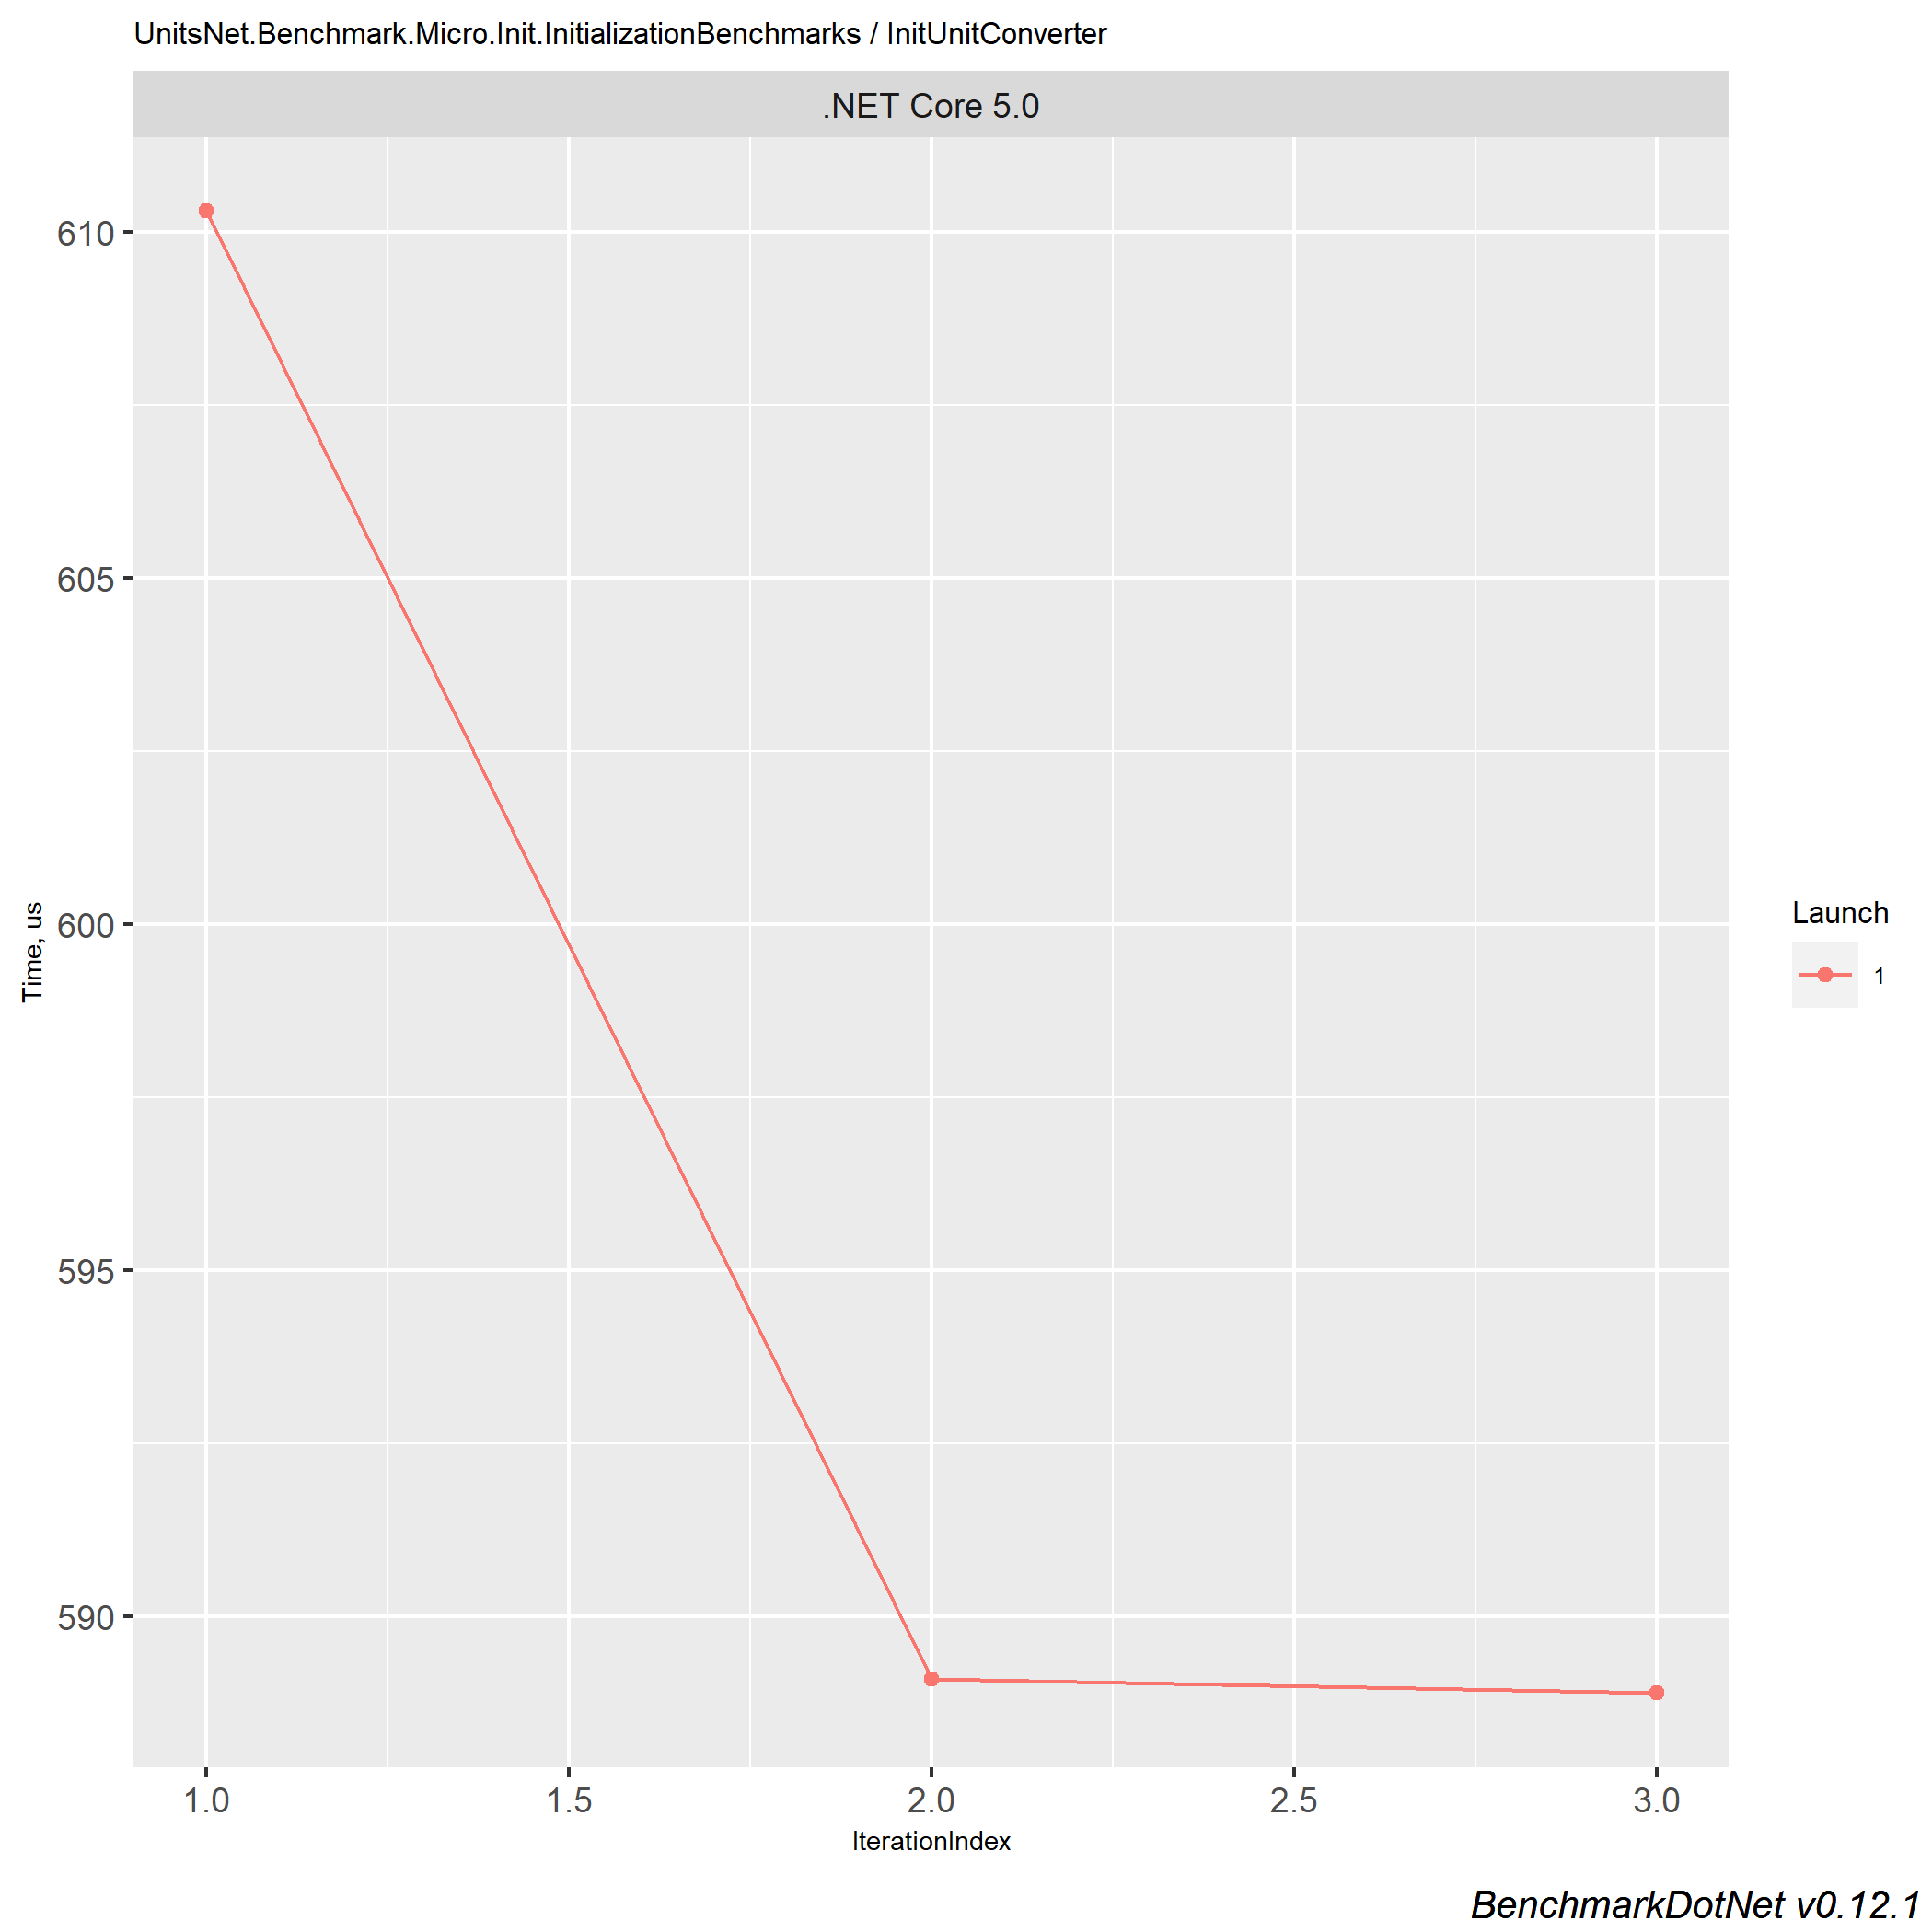 UnitsNet.Benchmark.Micro.Init.InitializationBenchmarks / InitUnitConverter
.NET Core 5.0
610
605
600
595
590
Time, us
1.0 1.5 2.0 2.5 3.0
IterationIndex
Launch
1
BenchmarkDotNet v0.12.1